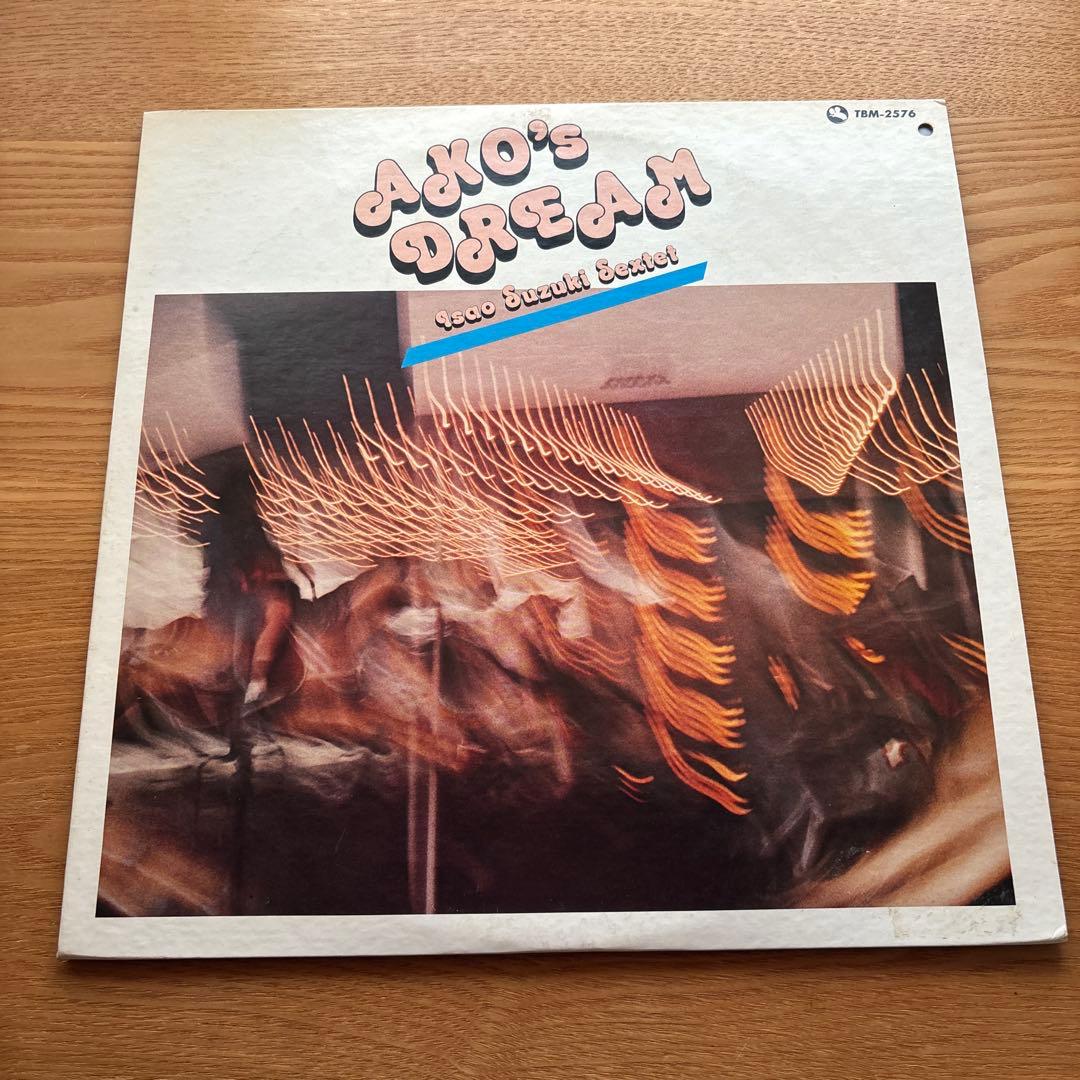 TBM-2576
AKO's
DREAM
Isao Suzuki Sextet